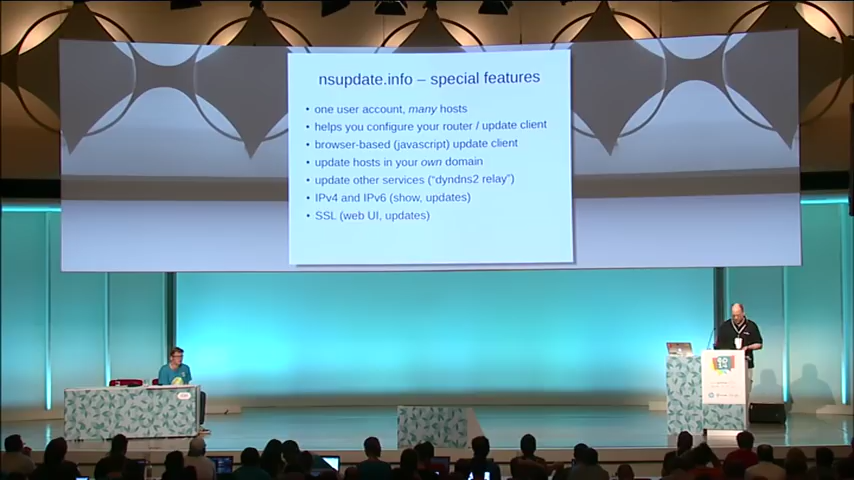 nsupdate.info – special features
• one user account, many hosts
• helps you configure your router / update client
• browser-based (javascript) update client
• update hosts in your own domain
• update other services ("dyndns2 relay")
• IPv4 and IPv6 (show, updates)
• SSL (web UI, updates)